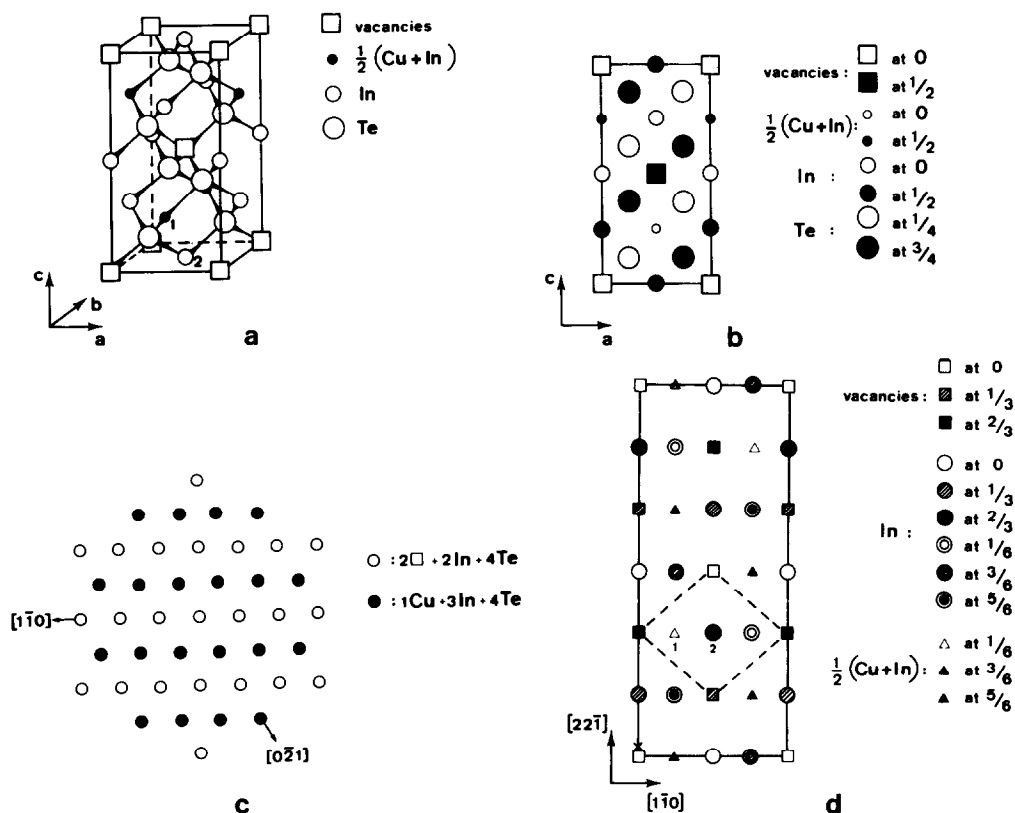 vacancies
1/2 (Cu+In)
In
Te
1
2
c
b
a
a
vacancies : at 0
at 1/2
1/2 (Cu+In): at 0
at 1/2
In : at 0
at 1/2
Te : at 1/4
at 3/4
c
a
b
: 2□ + 2In + 4Te
: 1Cu + 3In + 4Te
[11̄0]
[02̄1]
c
vacancies : at 0
at 1/3
at 2/3
In : at 0
at 1/3
at 2/3
at 1/6
at 3/6
at 5/6
1/2 (Cu+In): at 1/6
at 3/6
at 5/6
1 2
[221̄]
[11̄0]
d